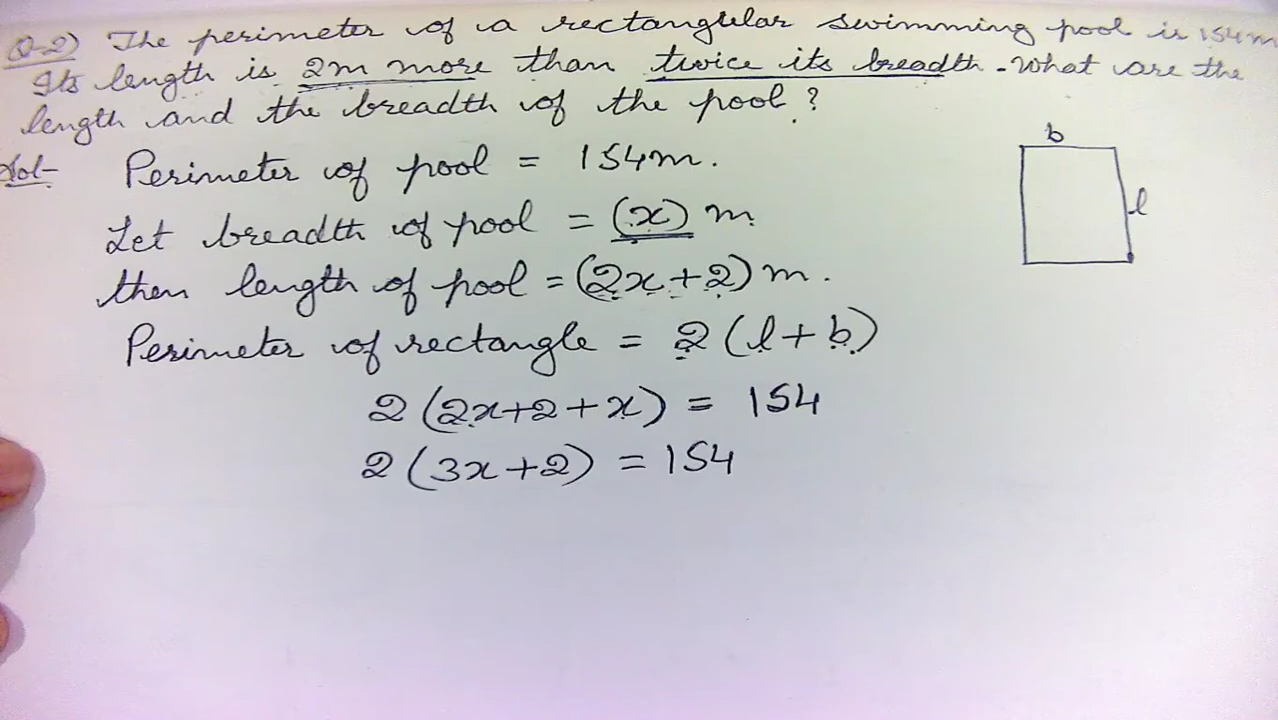 Q-2) The perimeter of a rectangular swimming pool is 154m
Its length is 2m more than twice its breadth. What are the
length and the breadth of the pool?
Sol- Perimeter of pool = 154m.
Let breadth of pool = (x) m
then length of pool = (2x+2) m.
Perimeter of rectangle = 2 (l + b)
2 (2x+2+x) = 154
2 (3x+2) = 154
b
l